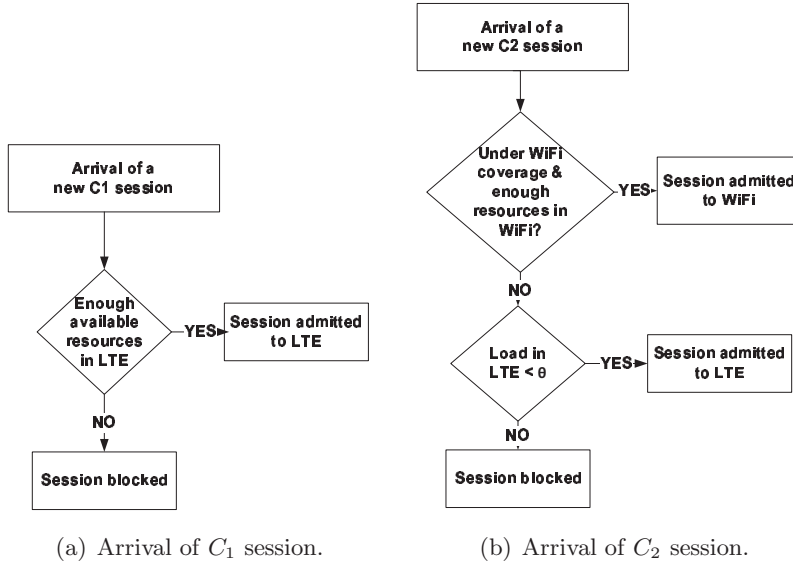 Arrival of a
new C1 session
Enough
available
resources
in LTE
YES
Session admitted
to LTE
NO
Session blocked
(a) Arrival of C₁ session.
Arrival of
a new C2 session
Under WiFi
coverage &
enough
resources in
WiFi?
YES
Session admitted
to WiFi
NO
Load in
LTE < θ
YES
Session admitted
to LTE
NO
Session blocked
(b) Arrival of C₂ session.